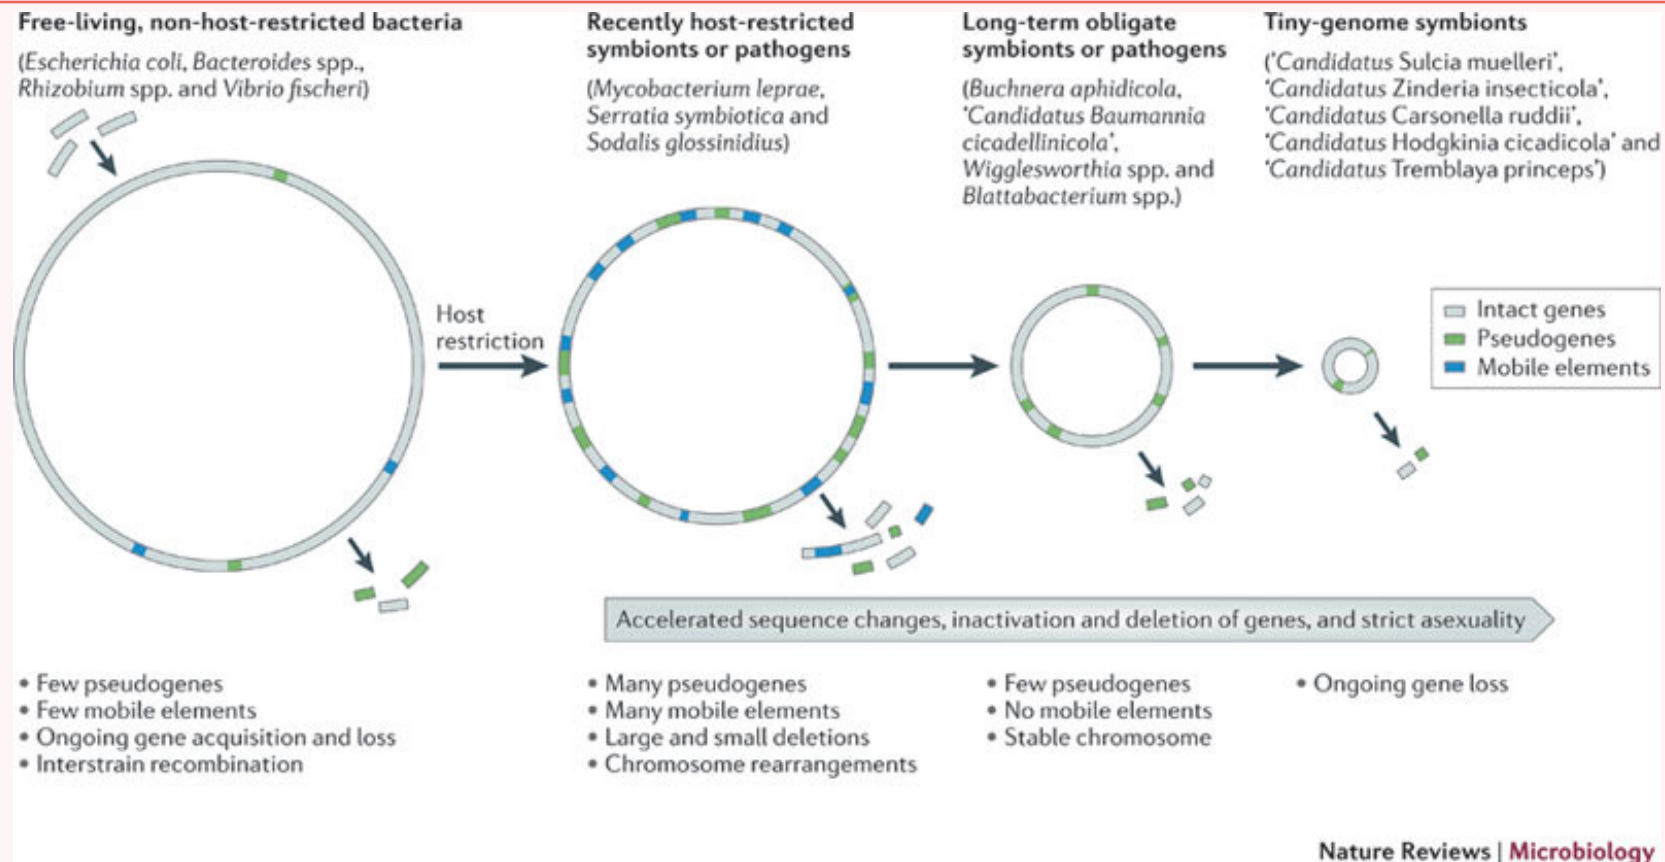 Free-living, non-host-restricted bacteria
(Escherichia coli, Bacteroides spp.,
Rhizobium spp. and Vibrio fischeri)
Recently host-restricted
symbionts or pathogens
(Mycobacterium leprae,
Serratia symbiotica and
Sodalis glossinidius)
Long-term obligate
symbionts or pathogens
(Buchnera aphidicola,
‘Candidatus Baumannia
cicadellinicola’,
Wigglesworthia spp. and
Blattabacterium spp.)
Tiny-genome symbionts
(‘Candidatus Sulcia muelleri’,
‘Candidatus Zinderia insecticola’,
‘Candidatus Carsonella ruddii’,
‘Candidatus Hodgkinia cicadicola’ and
‘Candidatus Tremblaya princeps’)
Host
restriction
Intact genes
Pseudogenes
Mobile elements
Accelerated sequence changes, inactivation and deletion of genes, and strict asexuality
• Few pseudogenes
• Few mobile elements
• Ongoing gene acquisition and loss
• Interstrain recombination
• Many pseudogenes
• Many mobile elements
• Large and small deletions
• Chromosome rearrangements
• Few pseudogenes
• No mobile elements
• Stable chromosome
• Ongoing gene loss
Nature Reviews | Microbiology